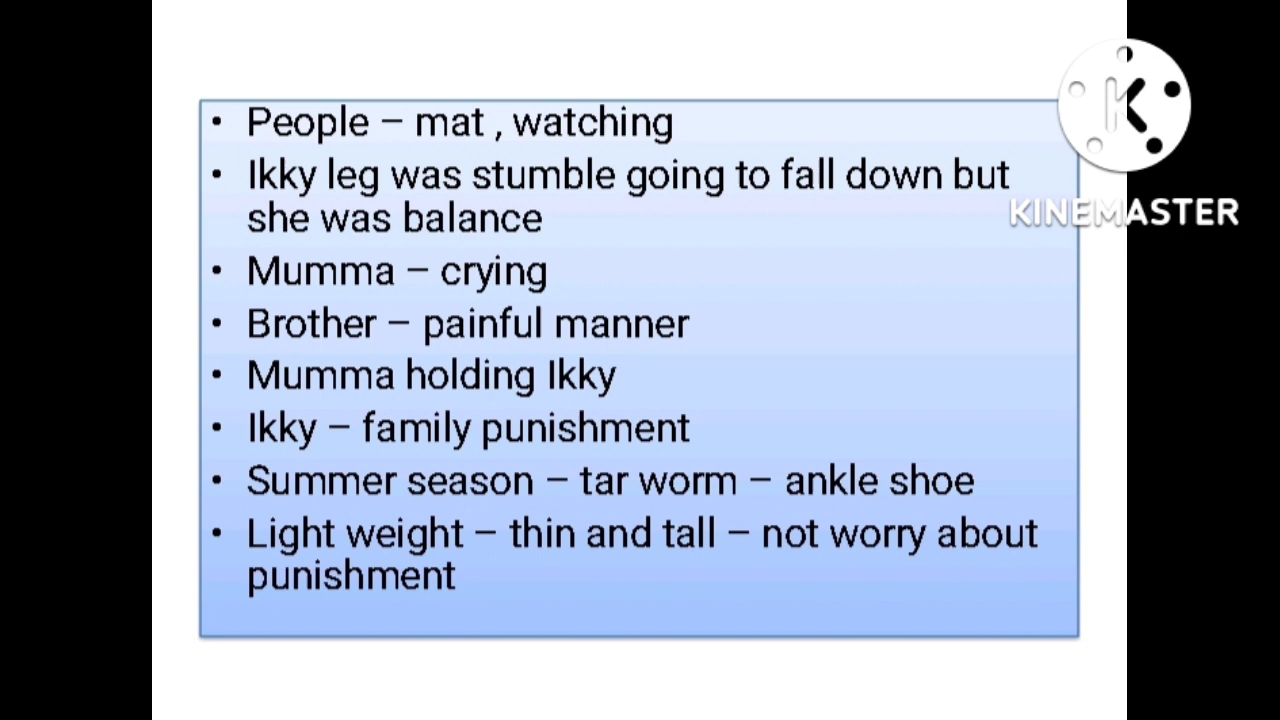 • People – mat , watching
• Ikky leg was stumble going to fall down but
she was balance
• Mumma – crying
• Brother – painful manner
• Mumma holding Ikky
• Ikky – family punishment
• Summer season – tar worm – ankle shoe
• Light weight – thin and tall – not worry about
punishment
K
KINEMASTER